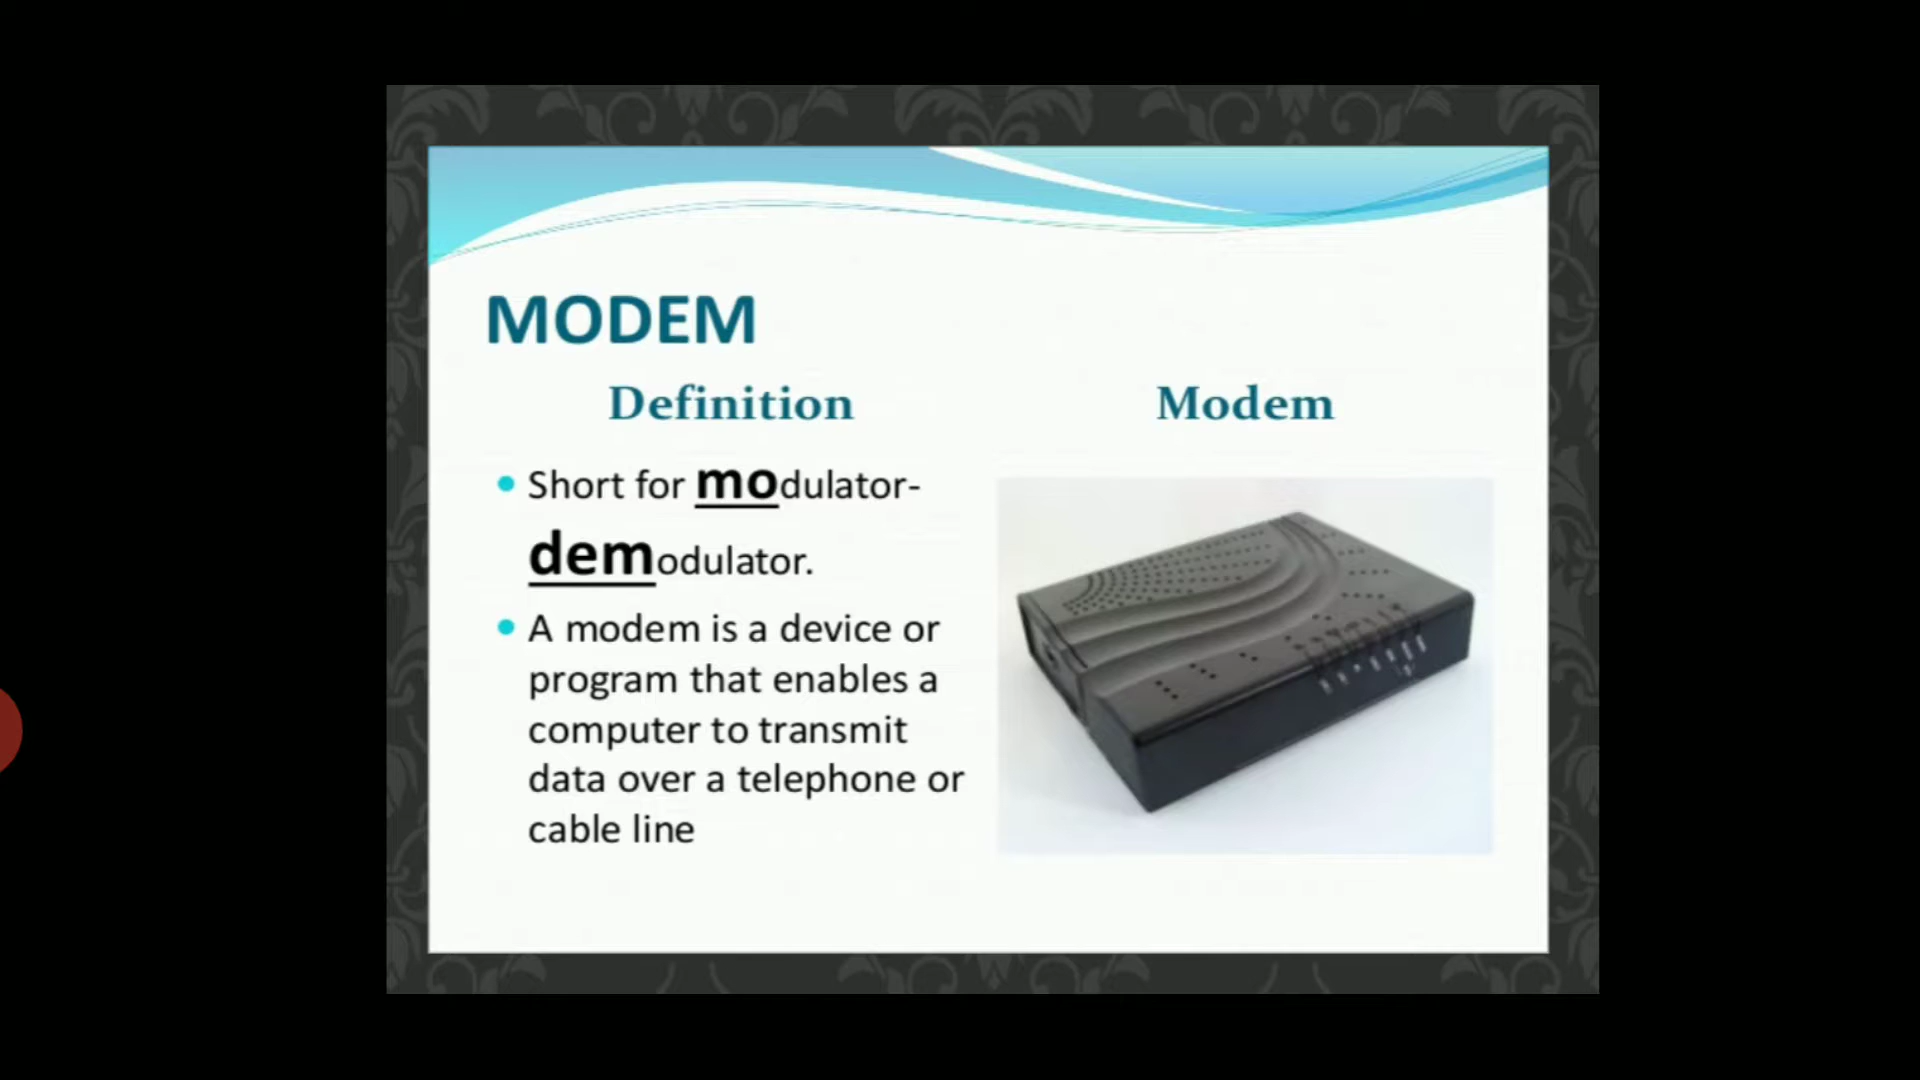 MODEM
Definition
Short for modulator-
demodulator.
A modem is a device or
program that enables a
computer to transmit
data over a telephone or
cable line
Modem